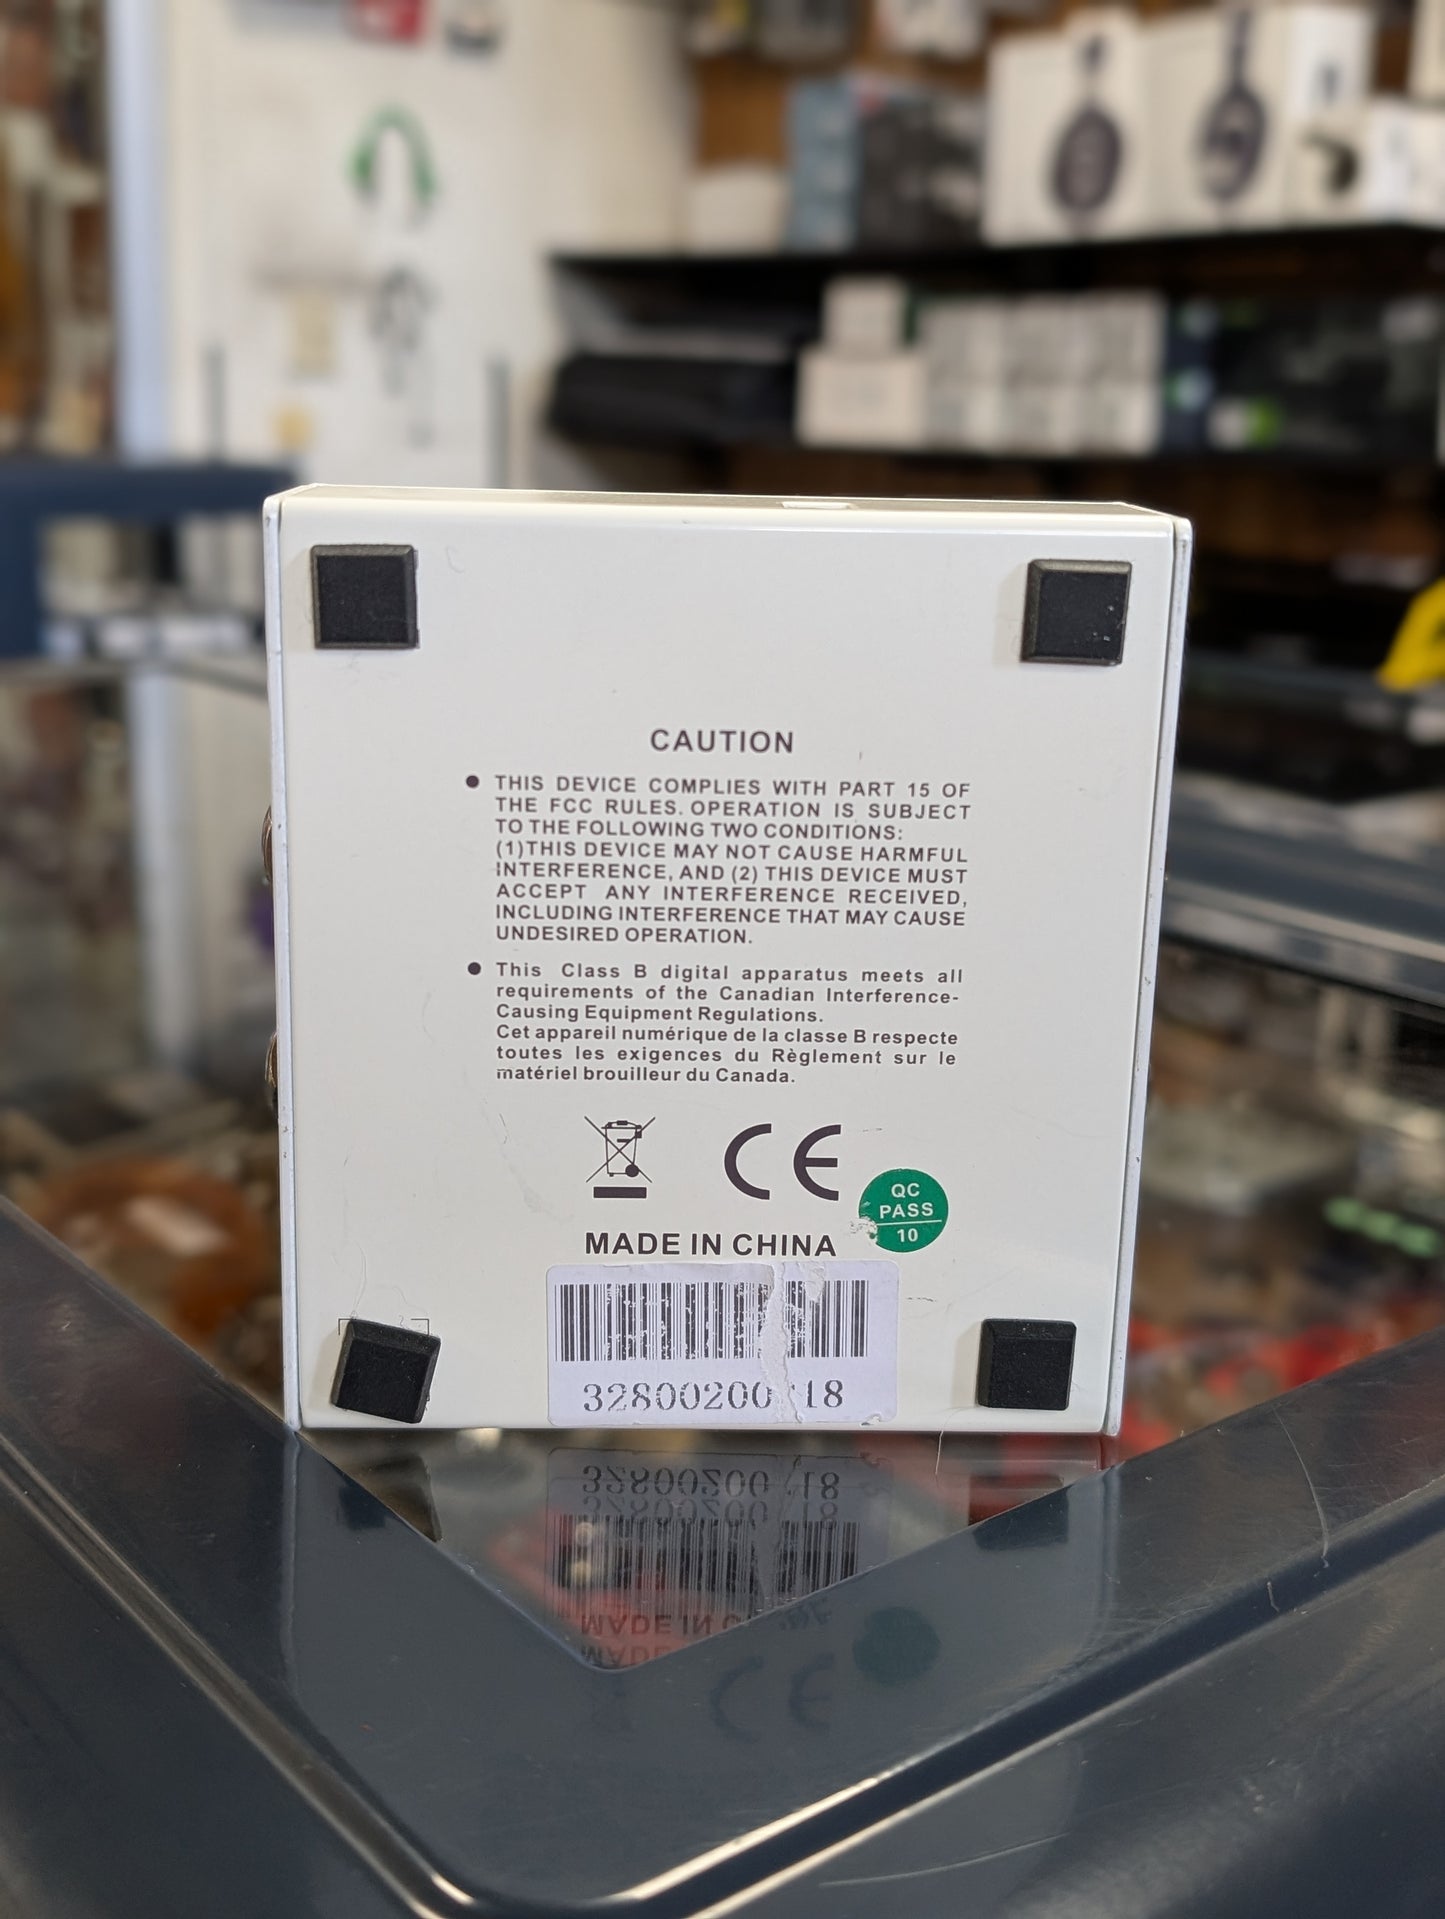 CAUTION
● THIS DEVICE COMPLIES WITH PART 15 OF
THE FCC RULES. OPERATION IS SUBJECT
TO THE FOLLOWING TWO CONDITIONS:
(1)THIS DEVICE MAY NOT CAUSE HARMFUL
INTERFERENCE, AND (2) THIS DEVICE MUST
ACCEPT ANY INTERFERENCE RECEIVED,
INCLUDING INTERFERENCE THAT MAY CAUSE
UNDESIRED OPERATION.
● This Class B digital apparatus meets all
requirements of the Canadian Interference-
Causing Equipment Regulations.
Cet appareil numérique de la classe B respecte
toutes les exigences du Règlement sur le
matériel brouilleur du Canada.
CE
QC
PASS
10
MADE IN CHINA